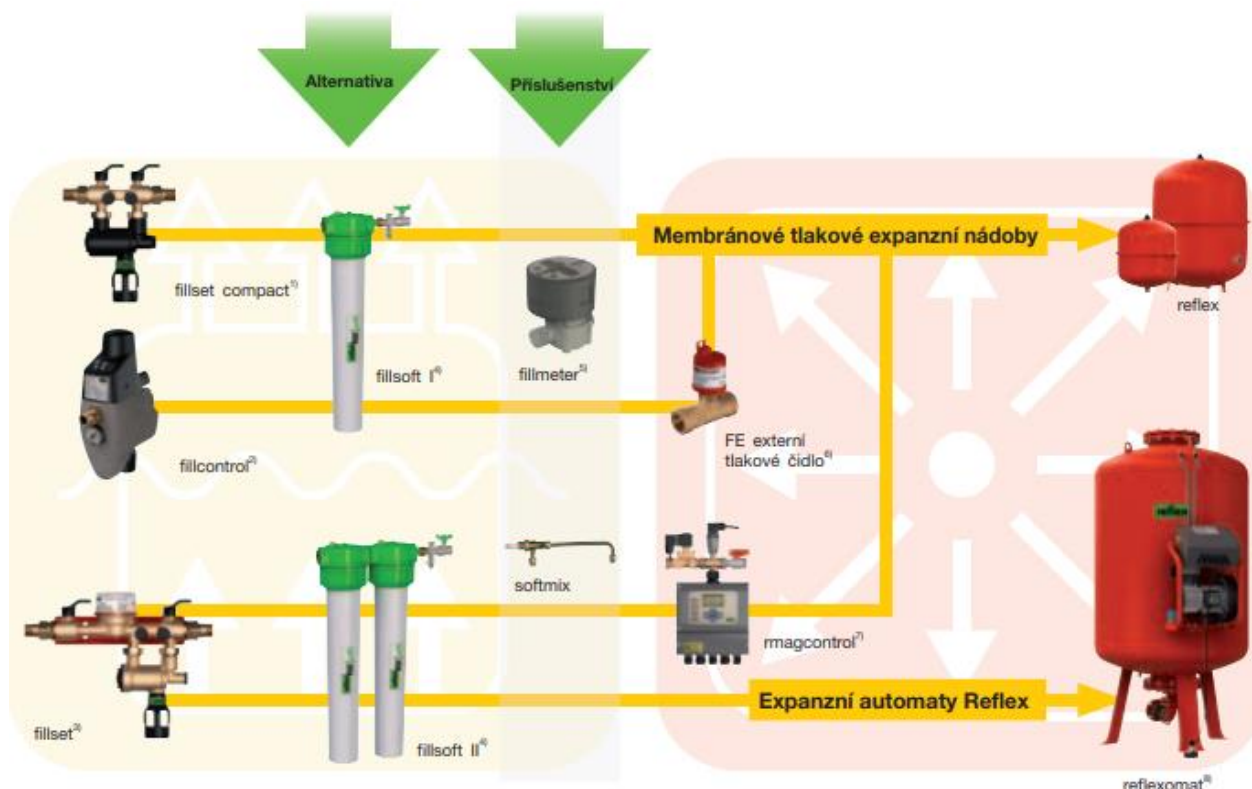 Alternativa
Příslušenství
Membránové tlakové expanzní nádoby
fillset compact¹⁾
reflex
fillsoft I⁴⁾
fillmeter⁵⁾
FE externí
tlakové čidlo⁶⁾
fillcontrol²⁾
reflex
softmix
rmagcontrol⁷⁾
Expanzní automaty Reflex
fillset³⁾
fillsoft II⁴⁾
reflexomat⁸⁾